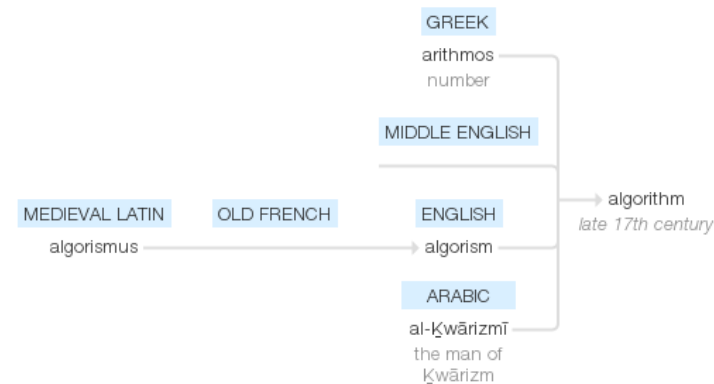 GREEK
arithmos
number
MIDDLE ENGLISH
MEDIEVAL LATIN OLD FRENCH ENGLISH
algorismus algorism
algorithm
late 17th century
ARABIC
al-Ḵwārizmī
the man of
Ḵwārizm